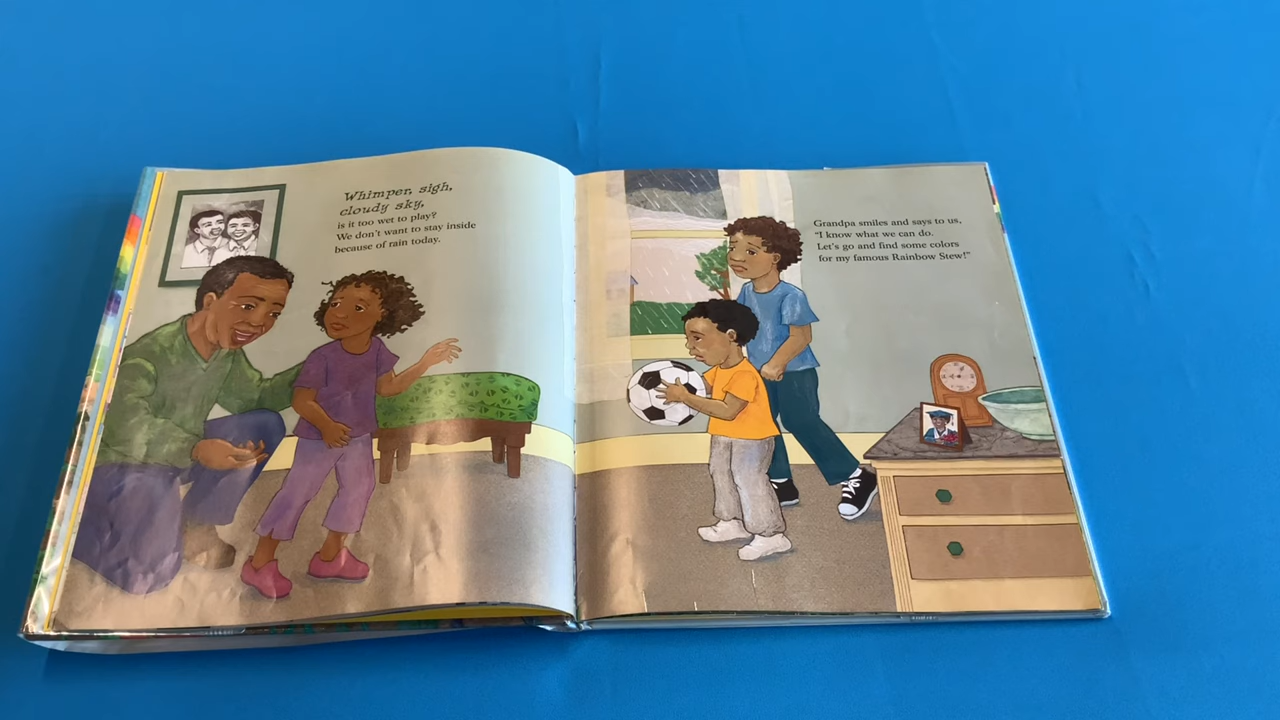 Whimper, sigh,
cloudy sky,
is it too wet to play?
We don't want to stay inside
because of rain today.
Grandpa smiles and says to us,
"I know what we can do.
Let's go and find some colors
for my famous Rainbow Stew!"